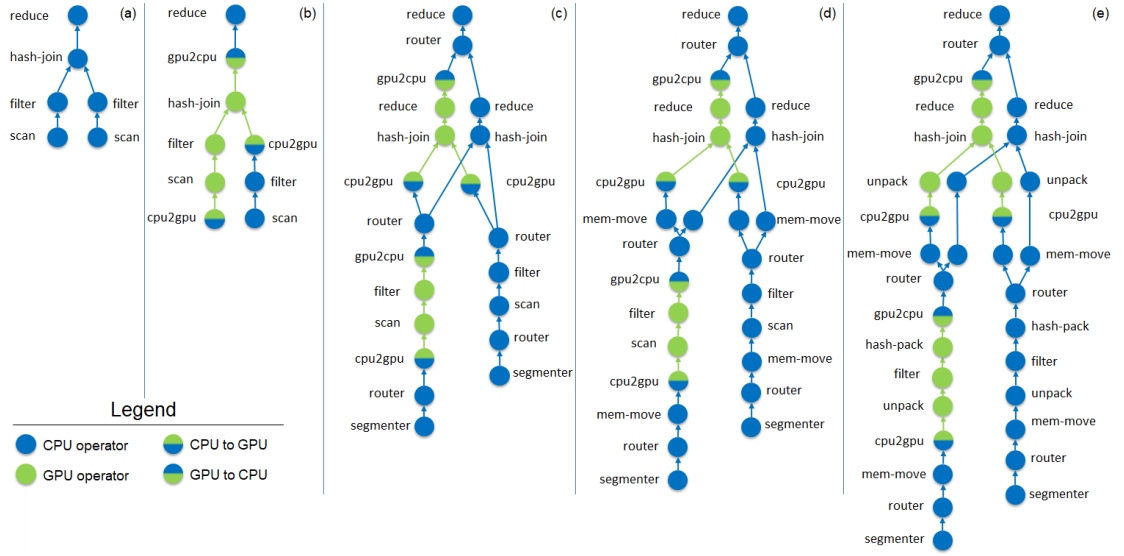 (a)
reduce
hash-join
filter
filter
scan
scan
(b)
reduce
gpu2cpu
hash-join
filter
cpu2gpu
scan
filter
cpu2gpu
scan
(c)
reduce
router
gpu2cpu
reduce
reduce
hash-join
hash-join
cpu2gpu
cpu2gpu
router
router
gpu2cpu
filter
filter
scan
scan
router
cpu2gpu
segmenter
router
segmenter
(d)
reduce
router
gpu2cpu
reduce
reduce
hash-join
hash-join
cpu2gpu
cpu2gpu
mem-move
mem-move
router
router
gpu2cpu
filter
filter
scan
scan
mem-move
cpu2gpu
router
mem-move
segmenter
router
segmenter
(e)
reduce
router
gpu2cpu
reduce
reduce
hash-join
hash-join
unpack
unpack
cpu2gpu
cpu2gpu
mem-move
mem-move
router
router
gpu2cpu
hash-pack
hash-pack
filter
filter
unpack
unpack
mem-move
cpu2gpu
router
mem-move
segmenter
router
segmenter
Legend
CPU operator
CPU to GPU
GPU operator
GPU to CPU